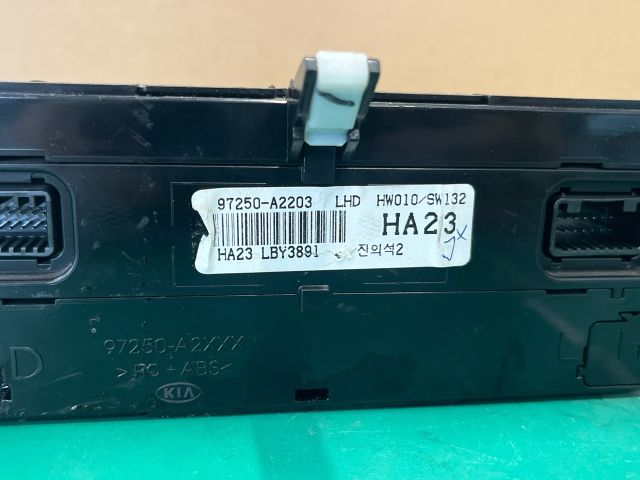 97250-A2203 LHD HW010/SW132
HA23
HA23 LBY3891 진의석2
97250-A2XXX
>PC+ABS<
KIA
D